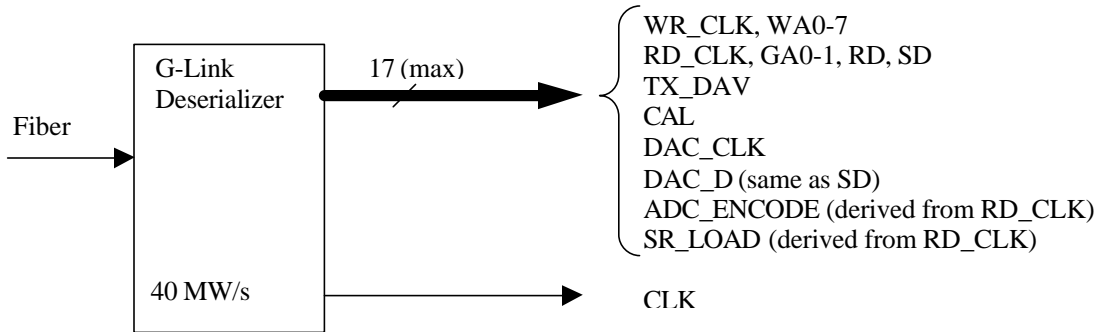 G-Link
Deserializer
Fiber
40 MW/s
17 (max)
WR_CLK, WA0-7
RD_CLK, GA0-1, RD, SD
TX_DAV
CAL
DAC_CLK
DAC_D (same as SD)
ADC_ENCODE (derived from RD_CLK)
SR_LOAD (derived from RD_CLK)
CLK